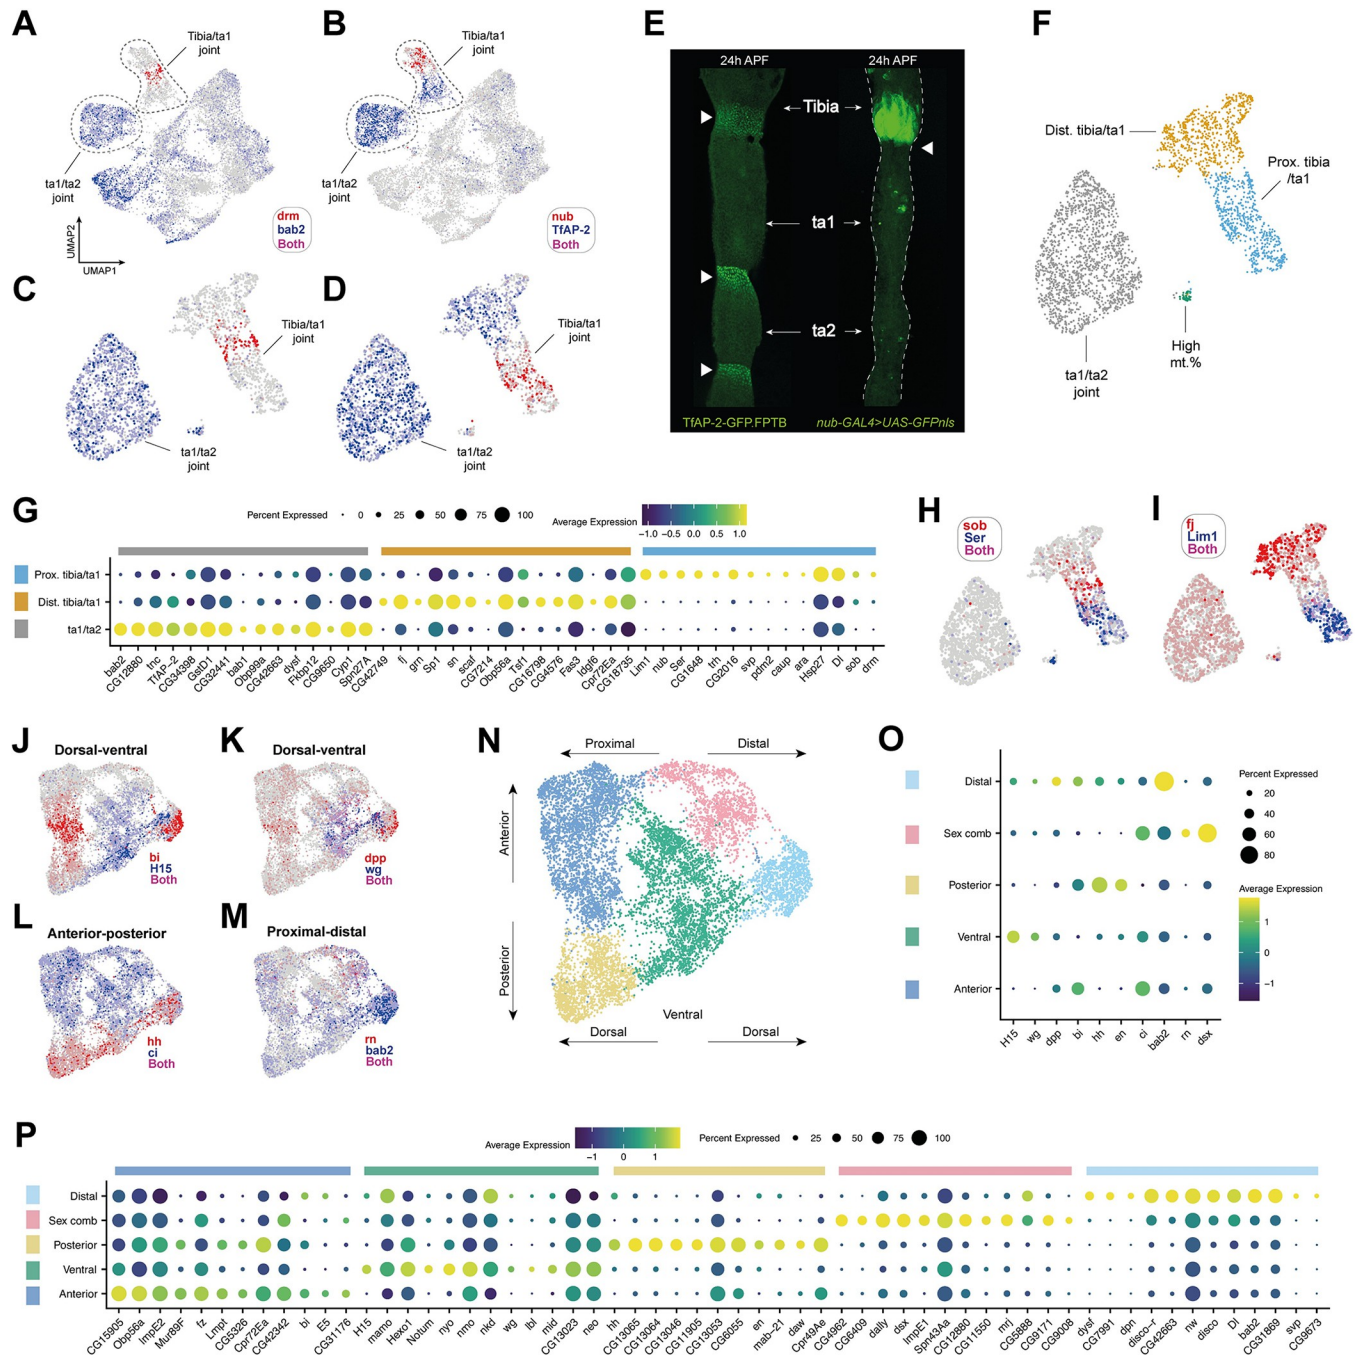 A
Tibia/ta1
joint
ta1/ta2
joint
UMAP2
UMAP1
drm
bab2
Both
B
Tibia/ta1
joint
ta1/ta2
joint
nub
TfAP-2
Both
C
Tibia/ta1
joint
ta1/ta2
joint
D
Tibia/ta1
joint
ta1/ta2
joint
E
24h APF
24h APF
Tibia
ta1
ta2
TfAP-2-GFP.FPTB
nub-GAL4>UAS-GFPnls
F
Dist. tibia/ta1
Prox. tibia
/ta1
High
mt.%
ta1/ta2
joint
G
Percent Expressed 0 25 50 75 100
Average Expression −1.0 −0.5 0.0 0.5 1.0
Prox. tibia/ta1
Dist. tibia/ta1
ta1/ta2
bab2 CG12880 tnc TfAP-2 CG34398 GstD1 CG32441 bab1 Obp99a CG42663 dysf Fkbp12 CG9650 Cyp1 Spn27A CG42749 fj grn Sp1 sn scaf CG7214 Obp56a Tsf1 CG16798 CG4576 Fas3 Idgf6 Cpr72Ea CG18735 Lim1 nub Ser CG1648 trh CG2016 svp pdm2 caup ara Hsp27 Dl sob drm
H
sob
Ser
Both
I
fj
Lim1
Both
J
Dorsal-ventral
bi
H15
Both
K
Dorsal-ventral
dpp
wg
Both
L
Anterior-posterior
hh
ci
Both
M
Proximal-distal
rn
bab2
Both
N
Proximal
Distal
Anterior
Posterior
Ventral
Dorsal
Dorsal
O
Distal
Sex comb
Posterior
Ventral
Anterior
H15 wg dpp bi hh en ci bab2 rn dsx
Percent Expressed
20
40
60
80
Average Expression
1
0
−1
P
Average Expression −1 0 1
Percent Expressed 25 50 75 100
Distal
Sex comb
Posterior
Ventral
Anterior
CG15905 Obp56a ImpE2 Mur89F fz Lmpt CG5326 Cpr72Ea CG42342 bi E5 CG31176 H15 mamo Hexo1 Notum nyo nmo nkd wg lbl mid CG13023 neo hh CG13065 CG13064 CG13046 CG11905 CG13053 CG6055 en mab-21 daw Cpr49Ae CG4962 CG6409 dally dsx ImpE1 Spn43Aa CG12880 CG11550 mrj CG5888 CG9171 CG9008 dysf CG7991 dpn disco-r CG42663 nw disco Dl bab2 CG31869 svp CG9673